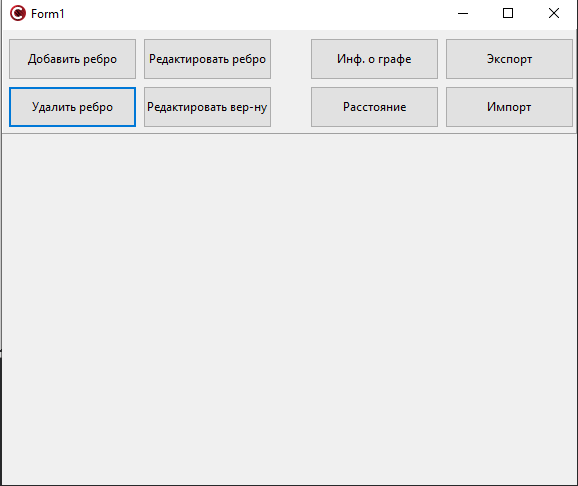 Form1
Добавить ребро
Редактировать ребро
Инф. о графе
Экспорт
Удалить ребро
Редактировать вер-ну
Расстояние
Импорт